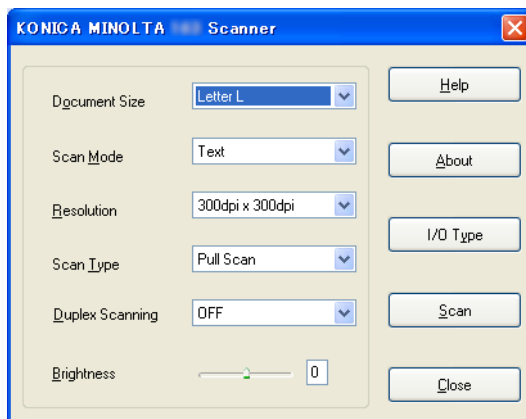 KONICA MINOLTA Scanner
Document Size
Letter L
Help
Scan Mode
Text
About
Resolution
300dpi x 300dpi
I/O Type
Scan Type
Pull Scan
Duplex Scanning
OFF
Scan
Brightness
0
Close